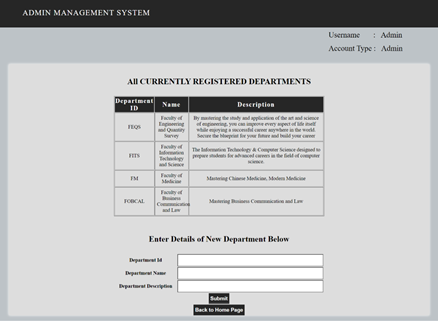 ADMIN MANAGEMENT SYSTEM
Username : Admin
Account Type : Admin
All CURRENTLY REGISTERED DEPARTMENTS
Department ID Name Description
FEQS Faculty of Engineering and Quantity Survey By mastering the study and application of the art and science of engineering, you can improve every aspect of life itself while enjoying a successful career anywhere in the world. Secure the blueprint for your future and build your career
FITS Faculty of Information Technology and Science The Information Technology & Computer Science designed to prepare students for advanced careers in the field of computer science.
FM Faculty of Medicine Mastering Chinese Medicine, Modern Medicine
FOBCAL Faculty of Business Communication and Law Mastering Business Communication and Law
Enter Details of New Department Below
Department Id
Department Name
Department Description
Submit
Back to Home Page